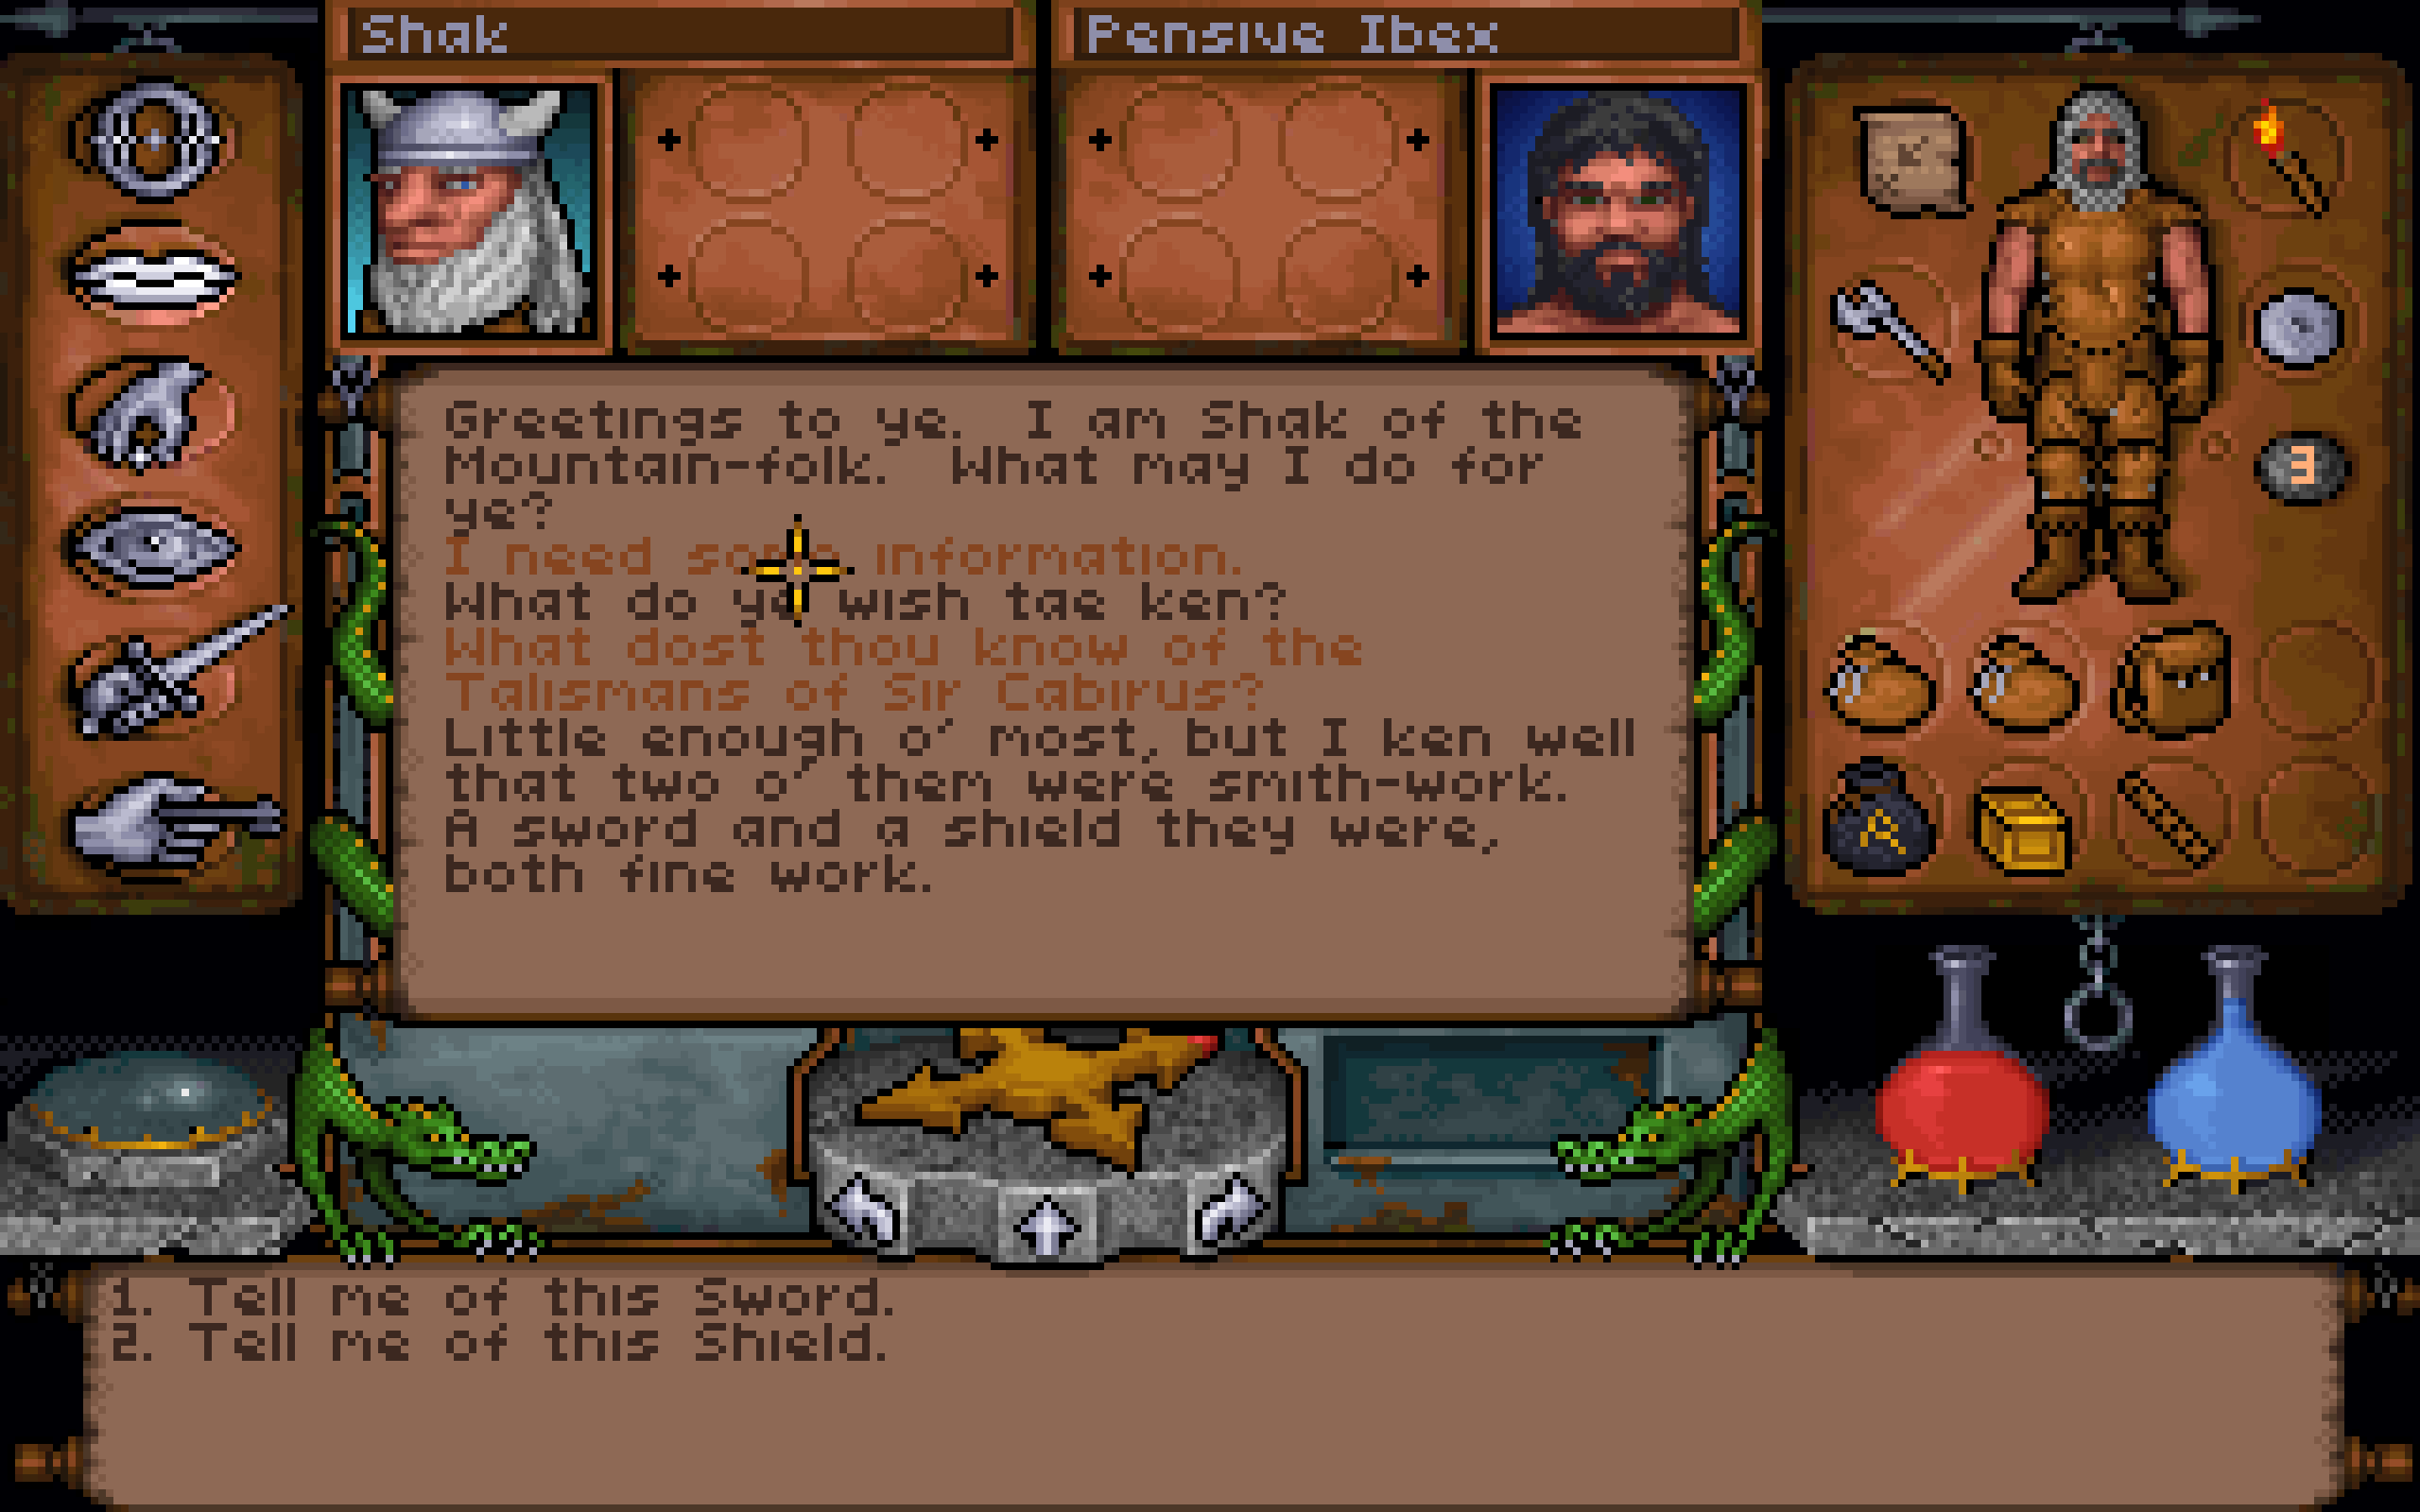 Shak
Pensive Ibex
Greetings to ye. I am Shak of the
Mountain-folk. What may I do for
ye?
I need some information.
What do ye wish tae ken?
What dost thou know of the
Talismans of Sir Cabirus?
Little enough o' most, but I ken well
that two o' them were smith-work.
A sword and a shield they were,
both fine work.
3
A
1. Tell me of this Sword.
2. Tell me of this Shield.